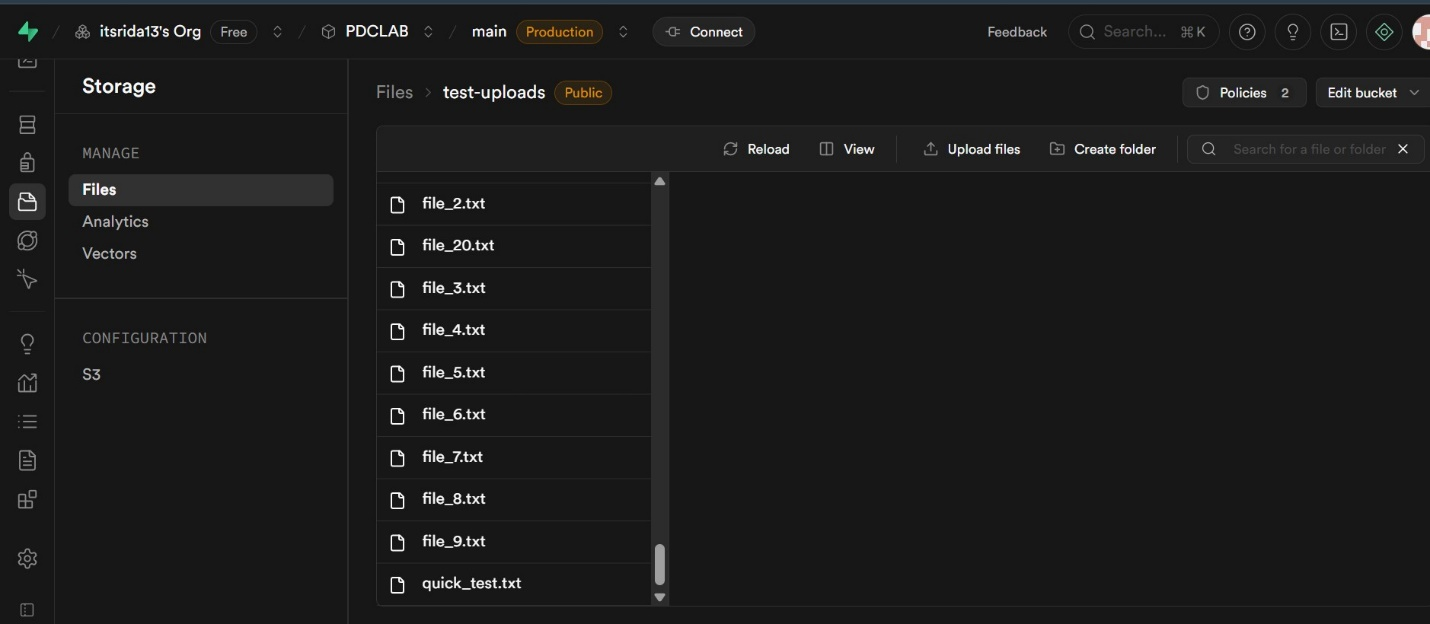 itsrida13's Org Free / PDCLAB / main Production Connect Feedback Search... ⌘K
Storage
MANAGE
Files
Analytics
Vectors
CONFIGURATION
S3
Files > test-uploads Public Policies 2 Edit bucket
Reload View Upload files Create folder Search for a file or folder
file_2.txt
file_20.txt
file_3.txt
file_4.txt
file_5.txt
file_6.txt
file_7.txt
file_8.txt
file_9.txt
quick_test.txt